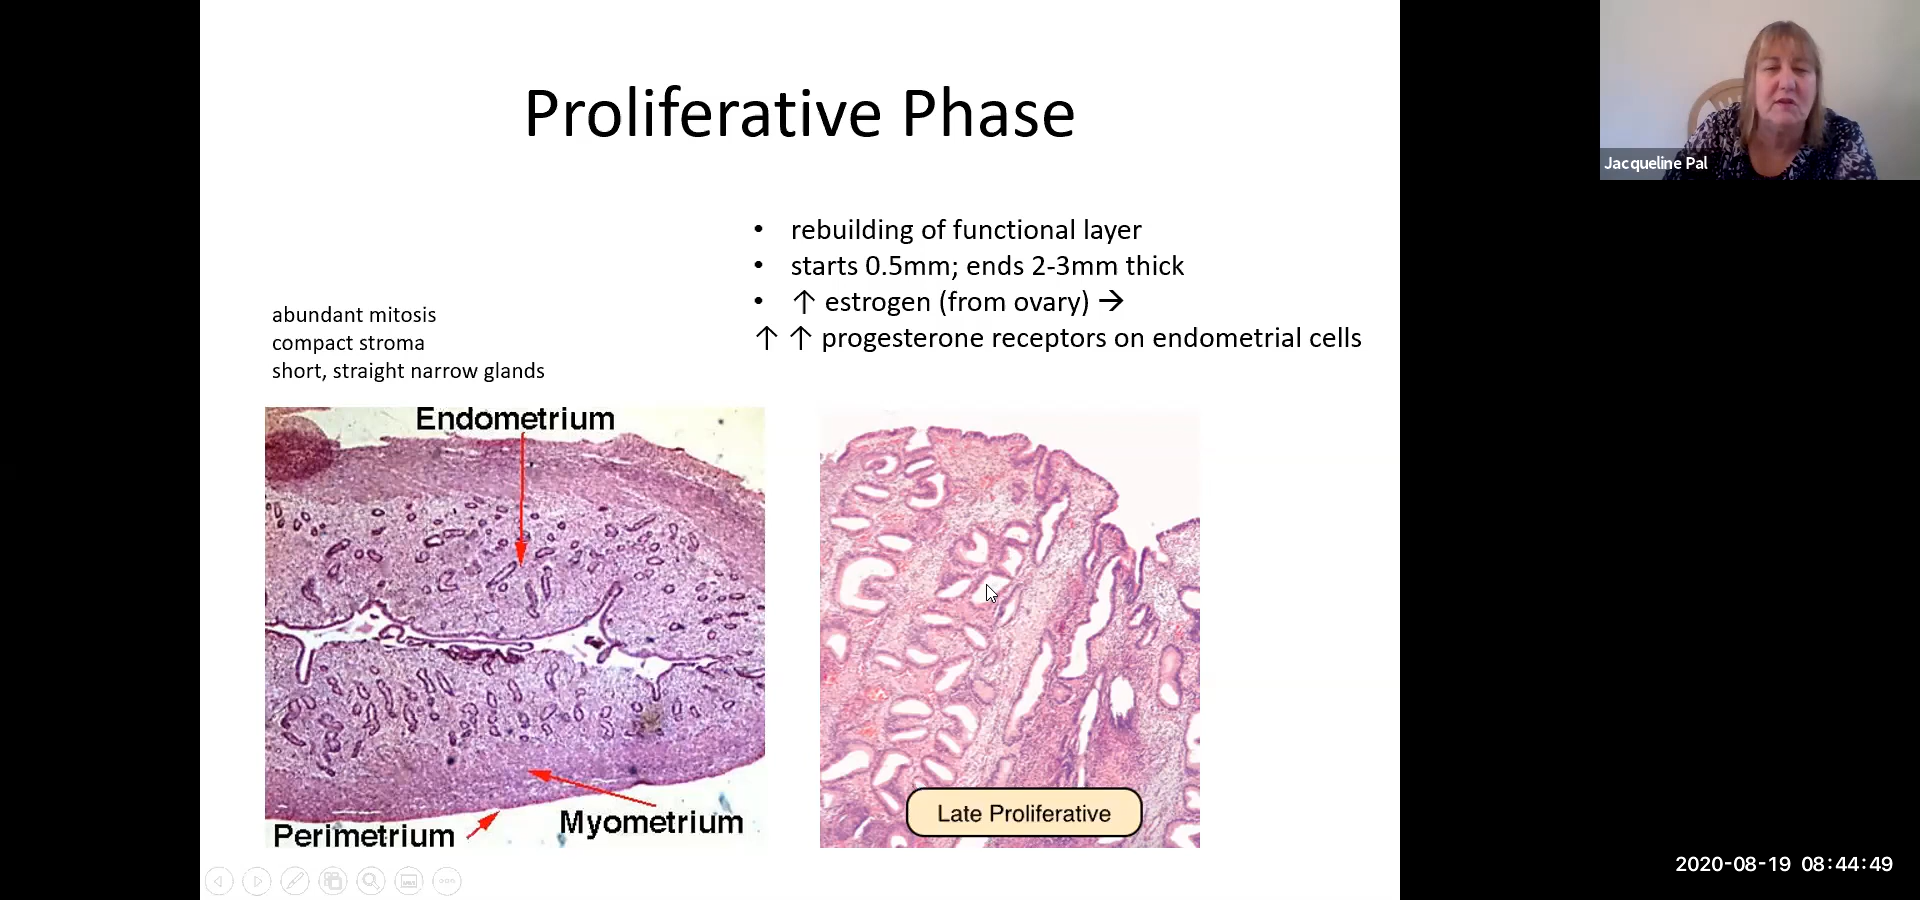 Proliferative Phase
Jacqueline Pal
• rebuilding of functional layer
• starts 0.5mm; ends 2-3mm thick
• ↑ estrogen (from ovary) →
↑ ↑ progesterone receptors on endometrial cells
abundant mitosis
compact stroma
short, straight narrow glands
Endometrium
Perimetrium
Myometrium
Late Proliferative
2020-08-19 08:44:49